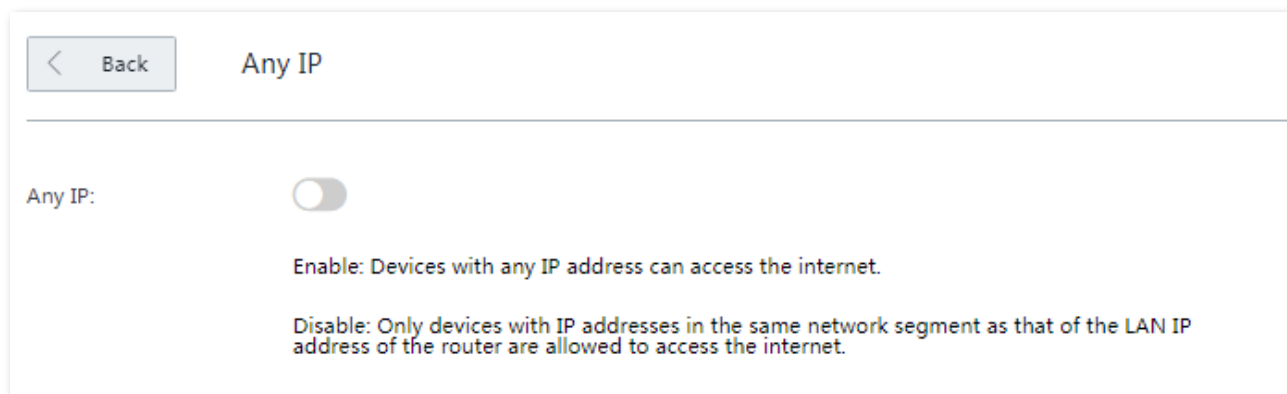 Back
Any IP
Any IP:
Enable: Devices with any IP address can access the internet.
Disable: Only devices with IP addresses in the same network segment as that of the LAN IP
address of the router are allowed to access the internet.